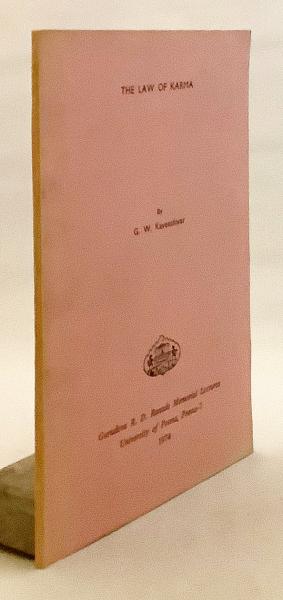 THE LAW OF KARMA
By
G. W. Kaveeshwar
Gurudeva R. D. Ranade Memorial Lectures
University of Poona, Poona-7
1974